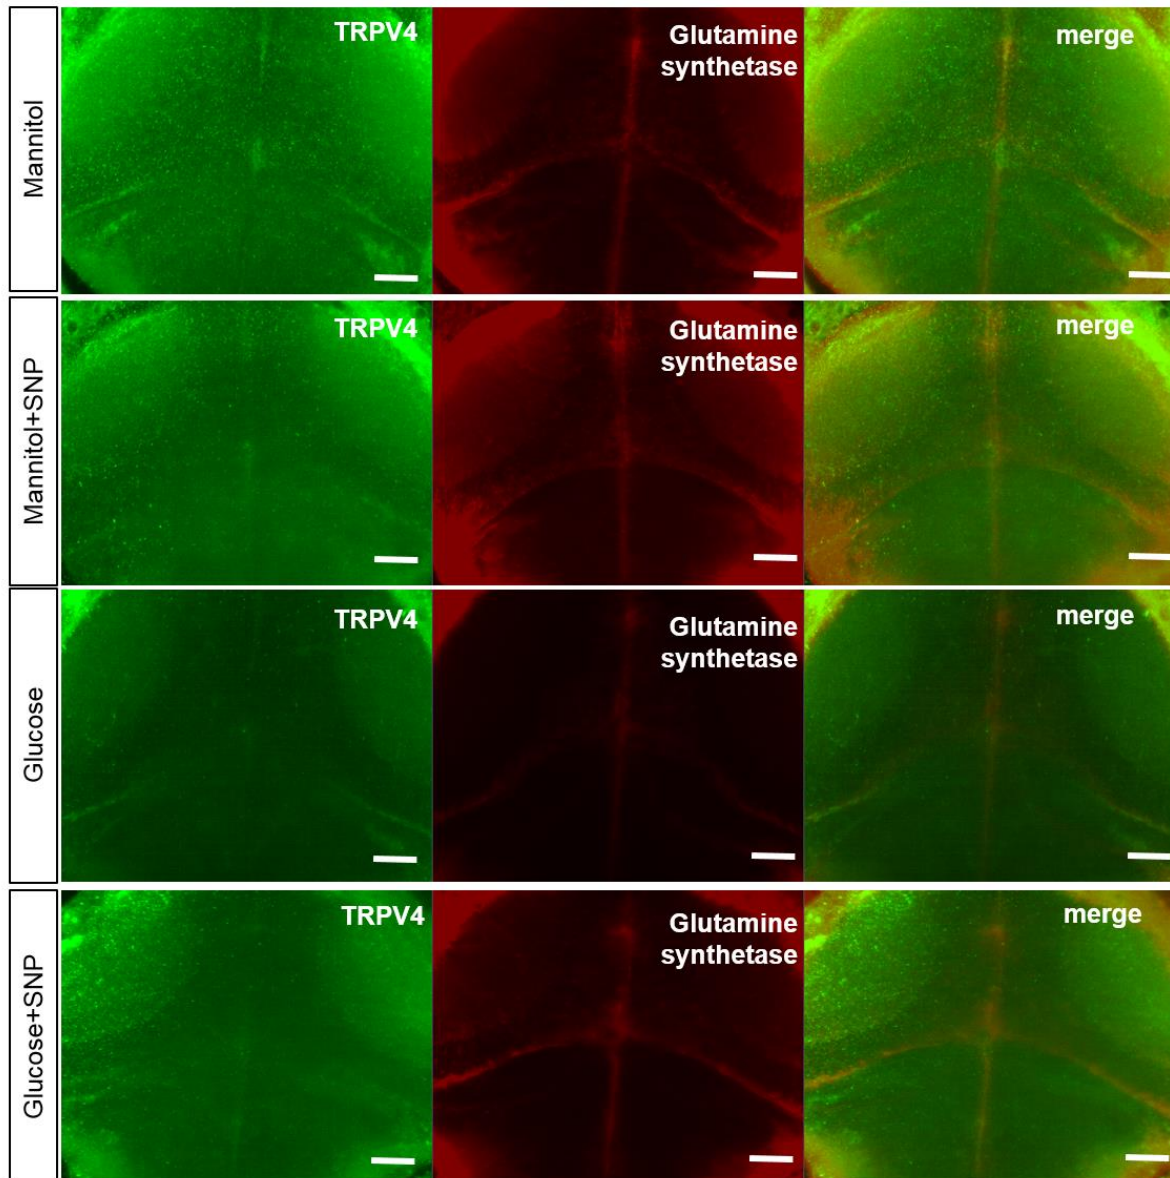 Mannitol
TRPV4
Glutamine
synthetase
merge
Mannitol+SNP
TRPV4
Glutamine
synthetase
merge
Glucose
TRPV4
Glutamine
synthetase
merge
Glucose+SNP
TRPV4
Glutamine
synthetase
merge